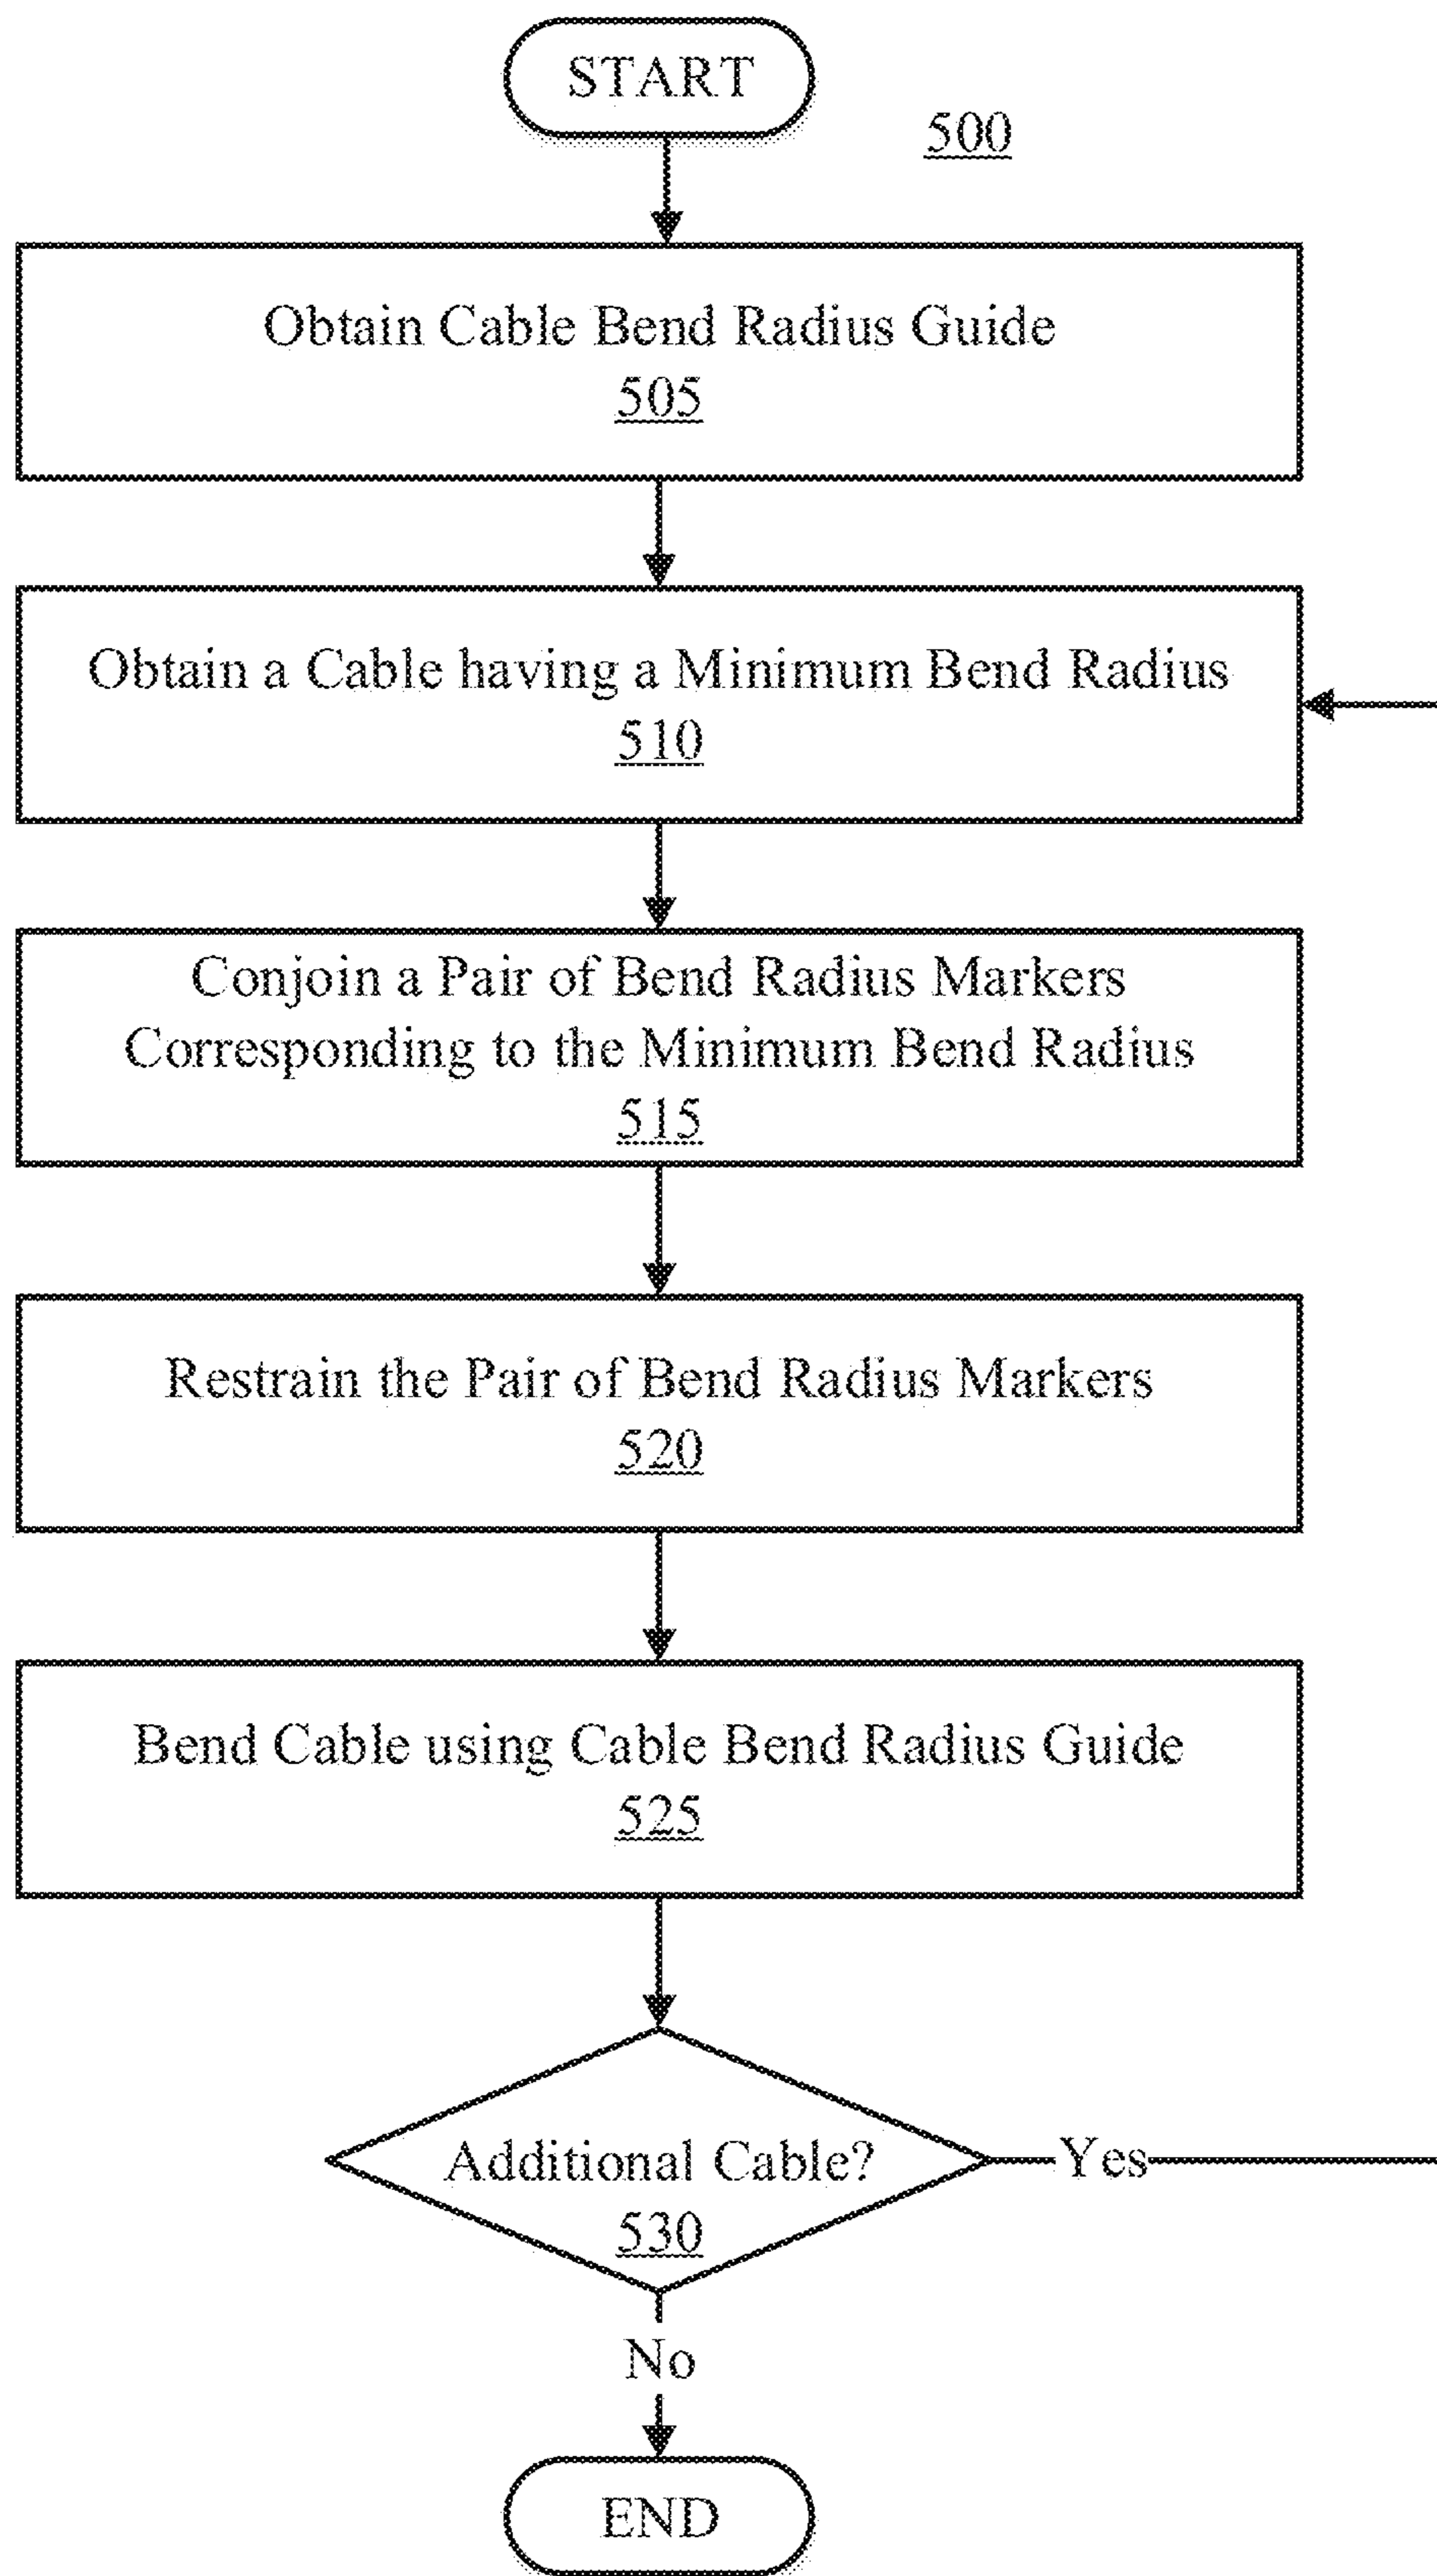 START
500
Obtain Cable Bend Radius Guide
505
Obtain a Cable having a Minimum Bend Radius
510
Conjoin a Pair of Bend Radius Markers
Corresponding to the Minimum Bend Radius
515
Restrain the Pair of Bend Radius Markers
520
Bend Cable using Cable Bend Radius Guide
525
Additional Cable?
530
Yes
No
END